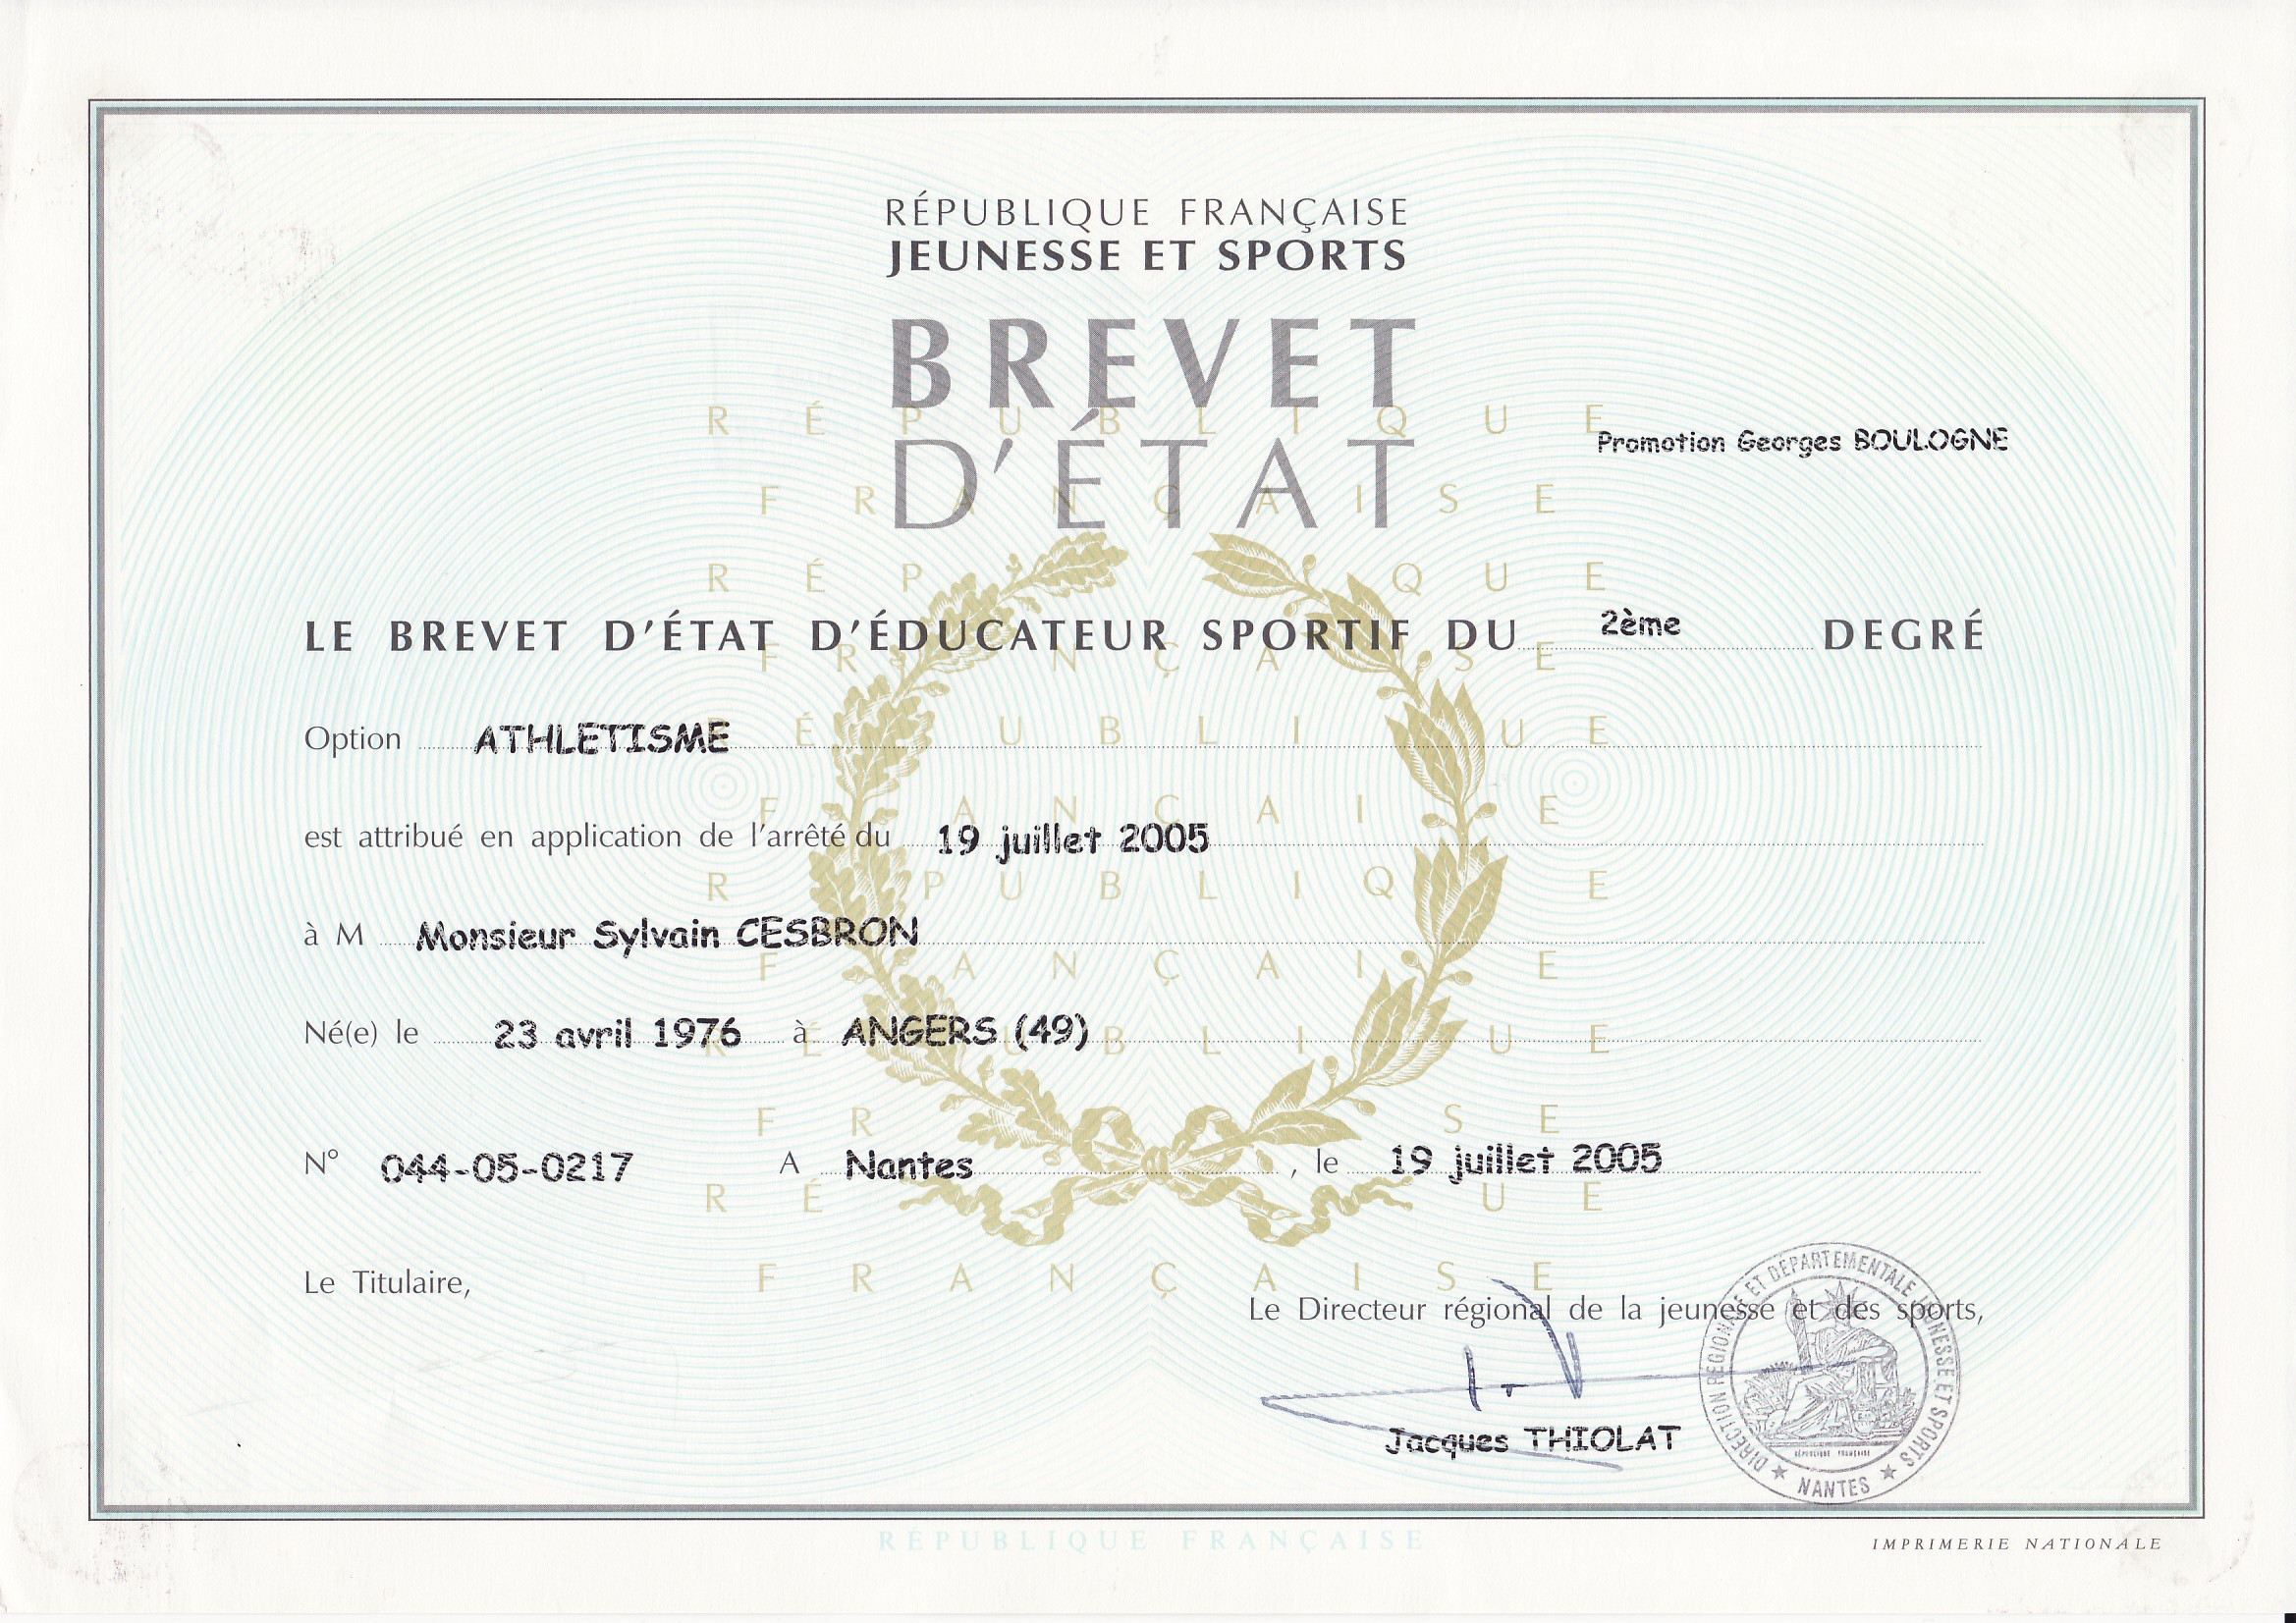 RÉPUBLIQUE FRANÇAISE
JEUNESSE ET SPORTS
BREVET
D'ÉTAT
Promotion Georges BOULOGNE
LE BREVET D'ÉTAT D'ÉDUCATEUR SPORTIF DU 2ème DEGRÉ
Option ATHLETISME
est attribué en application de l'arrêté du 19 juillet 2005
à M Monsieur Sylvain CESBRON
Né(e) le 23 avril 1976 à ANGERS (49)
N° 044-05-0217 A Nantes , le 19 juillet 2005
Le Titulaire,
Le Directeur régional de la jeunesse et des sports,
Jacques THIOLAT
DIRECTION RÉGIONALE ET DÉPARTEMENTALE JEUNESSE ET SPORTS
RÉPUBLIQUE FRANÇAISE
★ NANTES ★
RÉPUBLIQUE FRANÇAISE
IMPRIMERIE NATIONALE